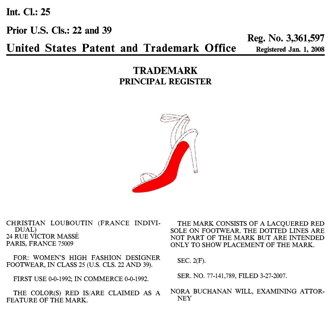 Int. Cl.: 25
Prior U.S. Cls.: 22 and 39
Reg. No. 3,361,597
United States Patent and Trademark Office
Registered Jan. 1, 2008
TRADEMARK
PRINCIPAL REGISTER
CHRISTIAN LOUBOUTIN (FRANCE INDIVI-
DUAL)
24 RUE VICTOR MASSÉ
PARIS, FRANCE 75009
FOR: WOMEN'S HIGH FASHION DESIGNER
FOOTWEAR, IN CLASS 25 (U.S. CLS. 22 AND 39).
FIRST USE 0-0-1992; IN COMMERCE 0-0-1992.
THE COLOR(S) RED IS/ARE CLAIMED AS A
FEATURE OF THE MARK.
THE MARK CONSISTS OF A LACQUERED RED
SOLE ON FOOTWEAR. THE DOTTED LINES ARE
NOT PART OF THE MARK BUT ARE INTENDED
ONLY TO SHOW PLACEMENT OF THE MARK.
SEC. 2(F).
SER. NO. 77-141,789, FILED 3-27-2007.
NORA BUCHANAN WILL, EXAMINING ATTOR-
NEY